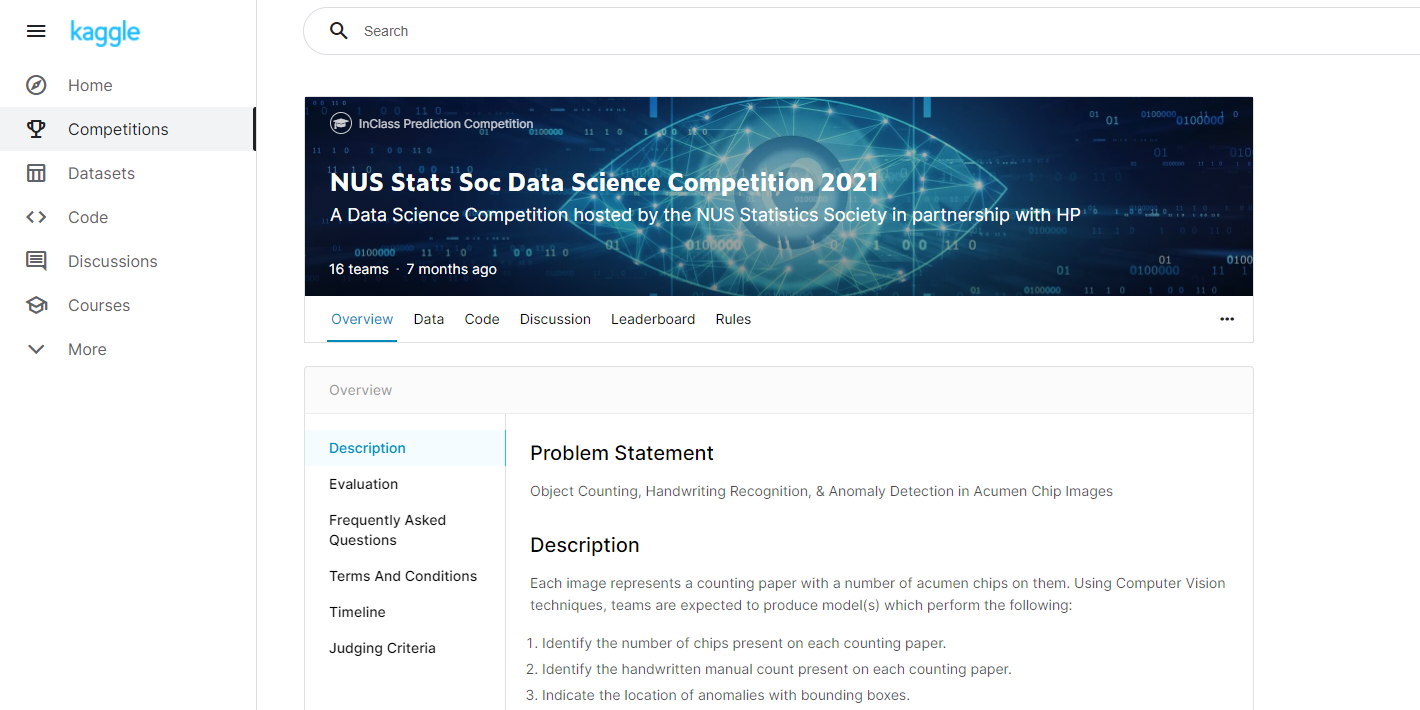 kaggle
Search
Home
Competitions
Datasets
Code
Discussions
Courses
More
InClass Prediction Competition
NUS Stats Soc Data Science Competition 2021
A Data Science Competition hosted by the NUS Statistics Society in partnership with HP
16 teams · 7 months ago
Overview Data Code Discussion Leaderboard Rules
Overview
Description
Evaluation
Frequently Asked
Questions
Terms And Conditions
Timeline
Judging Criteria
Problem Statement
Object Counting, Handwriting Recognition, & Anomaly Detection in Acumen Chip Images
Description
Each image represents a counting paper with a number of acumen chips on them. Using Computer Vision
techniques, teams are expected to produce model(s) which perform the following:
1. Identify the number of chips present on each counting paper.
2. Identify the handwritten manual count present on each counting paper.
3. Indicate the location of anomalies with bounding boxes.